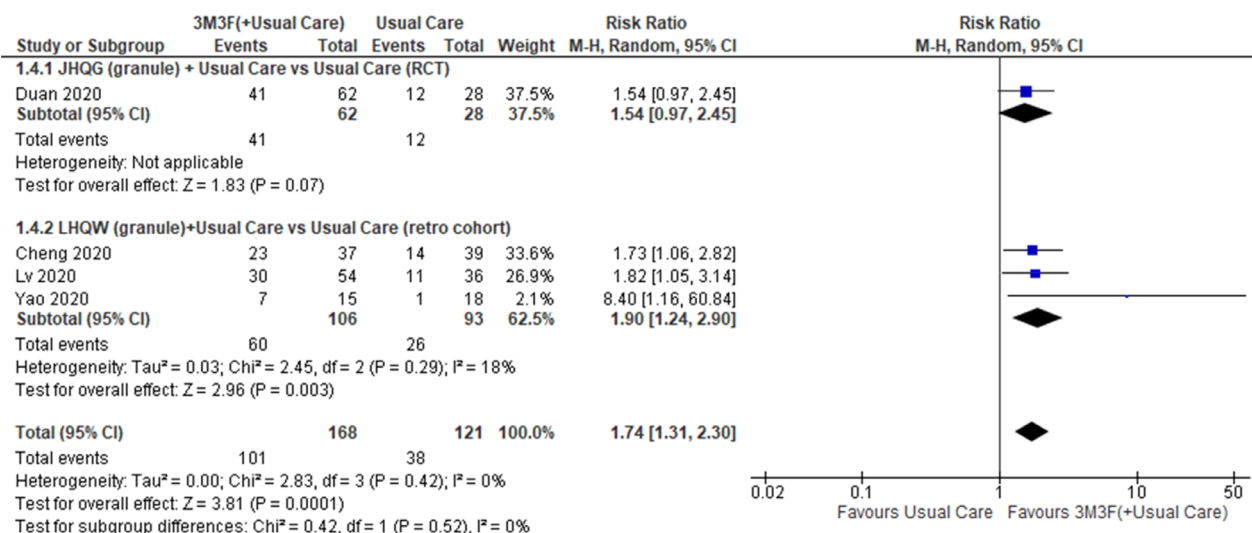 3M3F(+Usual Care) Usual Care Risk Ratio Risk Ratio
Study or Subgroup Events Total Events Total Weight M-H, Random, 95% CI M-H, Random, 95% CI
1.4.1 JHQG (granule) + Usual Care vs Usual Care (RCT)
Duan 2020 41 62 12 28 37.5% 1.54 [0.97, 2.45]
Subtotal (95% CI) 62 28 37.5% 1.54 [0.97, 2.45]
Total events 41 12
Heterogeneity: Not applicable
Test for overall effect: Z = 1.83 (P = 0.07)
1.4.2 LHQW (granule)+Usual Care vs Usual Care (retro cohort)
Cheng 2020 23 37 14 39 33.6% 1.73 [1.06, 2.82]
Lv 2020 30 54 11 36 26.9% 1.82 [1.05, 3.14]
Yao 2020 7 15 1 18 2.1% 8.40 [1.16, 60.84]
Subtotal (95% CI) 106 93 62.5% 1.90 [1.24, 2.90]
Total events 60 26
Heterogeneity: Tau² = 0.03; Chi² = 2.45, df = 2 (P = 0.29); I² = 18%
Test for overall effect: Z = 2.96 (P = 0.003)
Total (95% CI) 168 121 100.0% 1.74 [1.31, 2.30]
Total events 101 38
Heterogeneity: Tau² = 0.00; Chi² = 2.83, df = 3 (P = 0.42); I² = 0%
Test for overall effect: Z = 3.81 (P = 0.0001)
Test for subgroup differences: Chi² = 0.42, df = 1 (P = 0.52), I² = 0%
0.02 0.1 1 10 50
Favours Usual Care Favours 3M3F(+Usual Care)